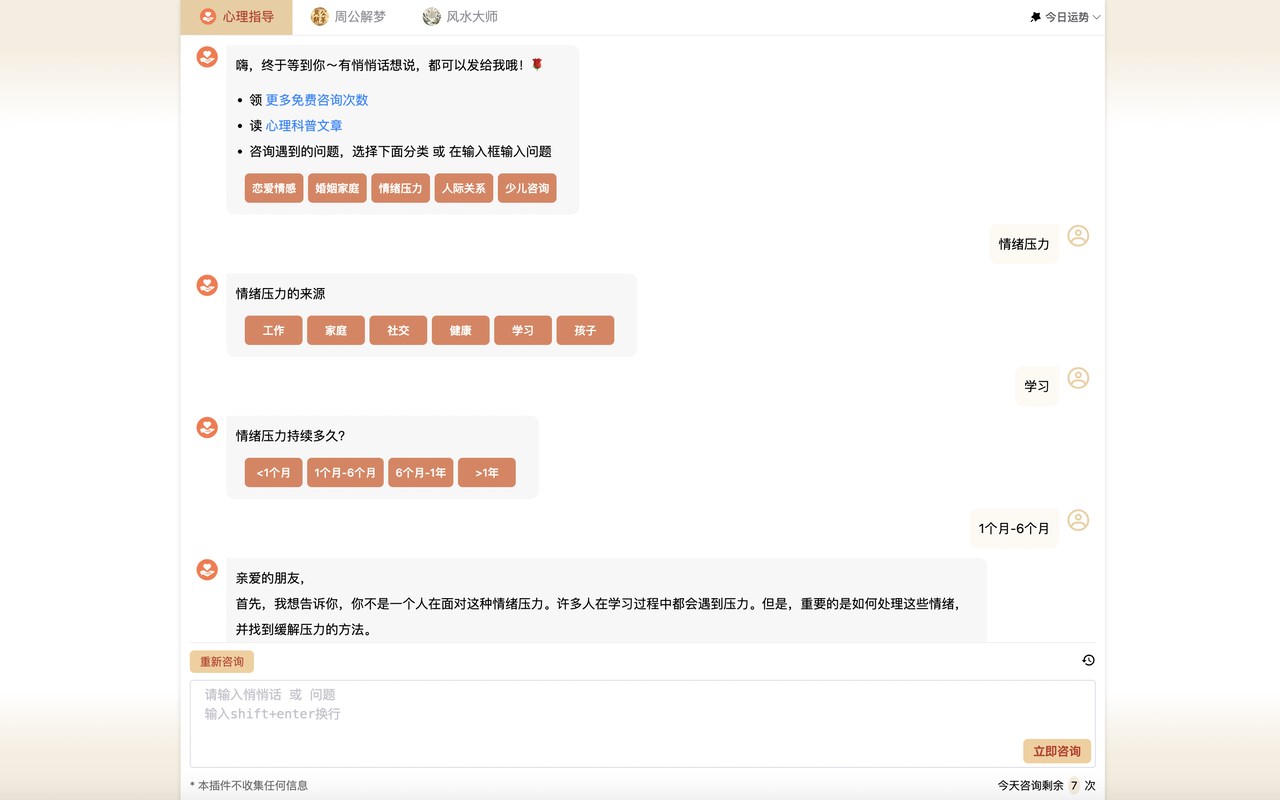 心理指导 周公解梦 风水大师 今日运势
嗨，终于等到你～有悄悄话想说，都可以发给我哦！
• 领 更多免费咨询次数
• 读 心理科普文章
• 咨询遇到的问题，选择下面分类 或 在输入框输入问题
恋爱情感 婚姻家庭 情绪压力 人际关系 少儿咨询
情绪压力
情绪压力的来源
工作 家庭 社交 健康 学习 孩子
学习
情绪压力持续多久？
<1个月 1个月-6个月 6个月-1年 >1年
1个月-6个月
亲爱的朋友，
首先，我想告诉你，你不是一个人在面对这种情绪压力。许多人在学习过程中都会遇到压力。但是，重要的是如何处理这些情绪，
并找到缓解压力的方法。
重新咨询
请输入悄悄话 或 问题
输入shift+enter换行
立即咨询
* 本插件不收集任何信息 今天咨询剩余 7 次